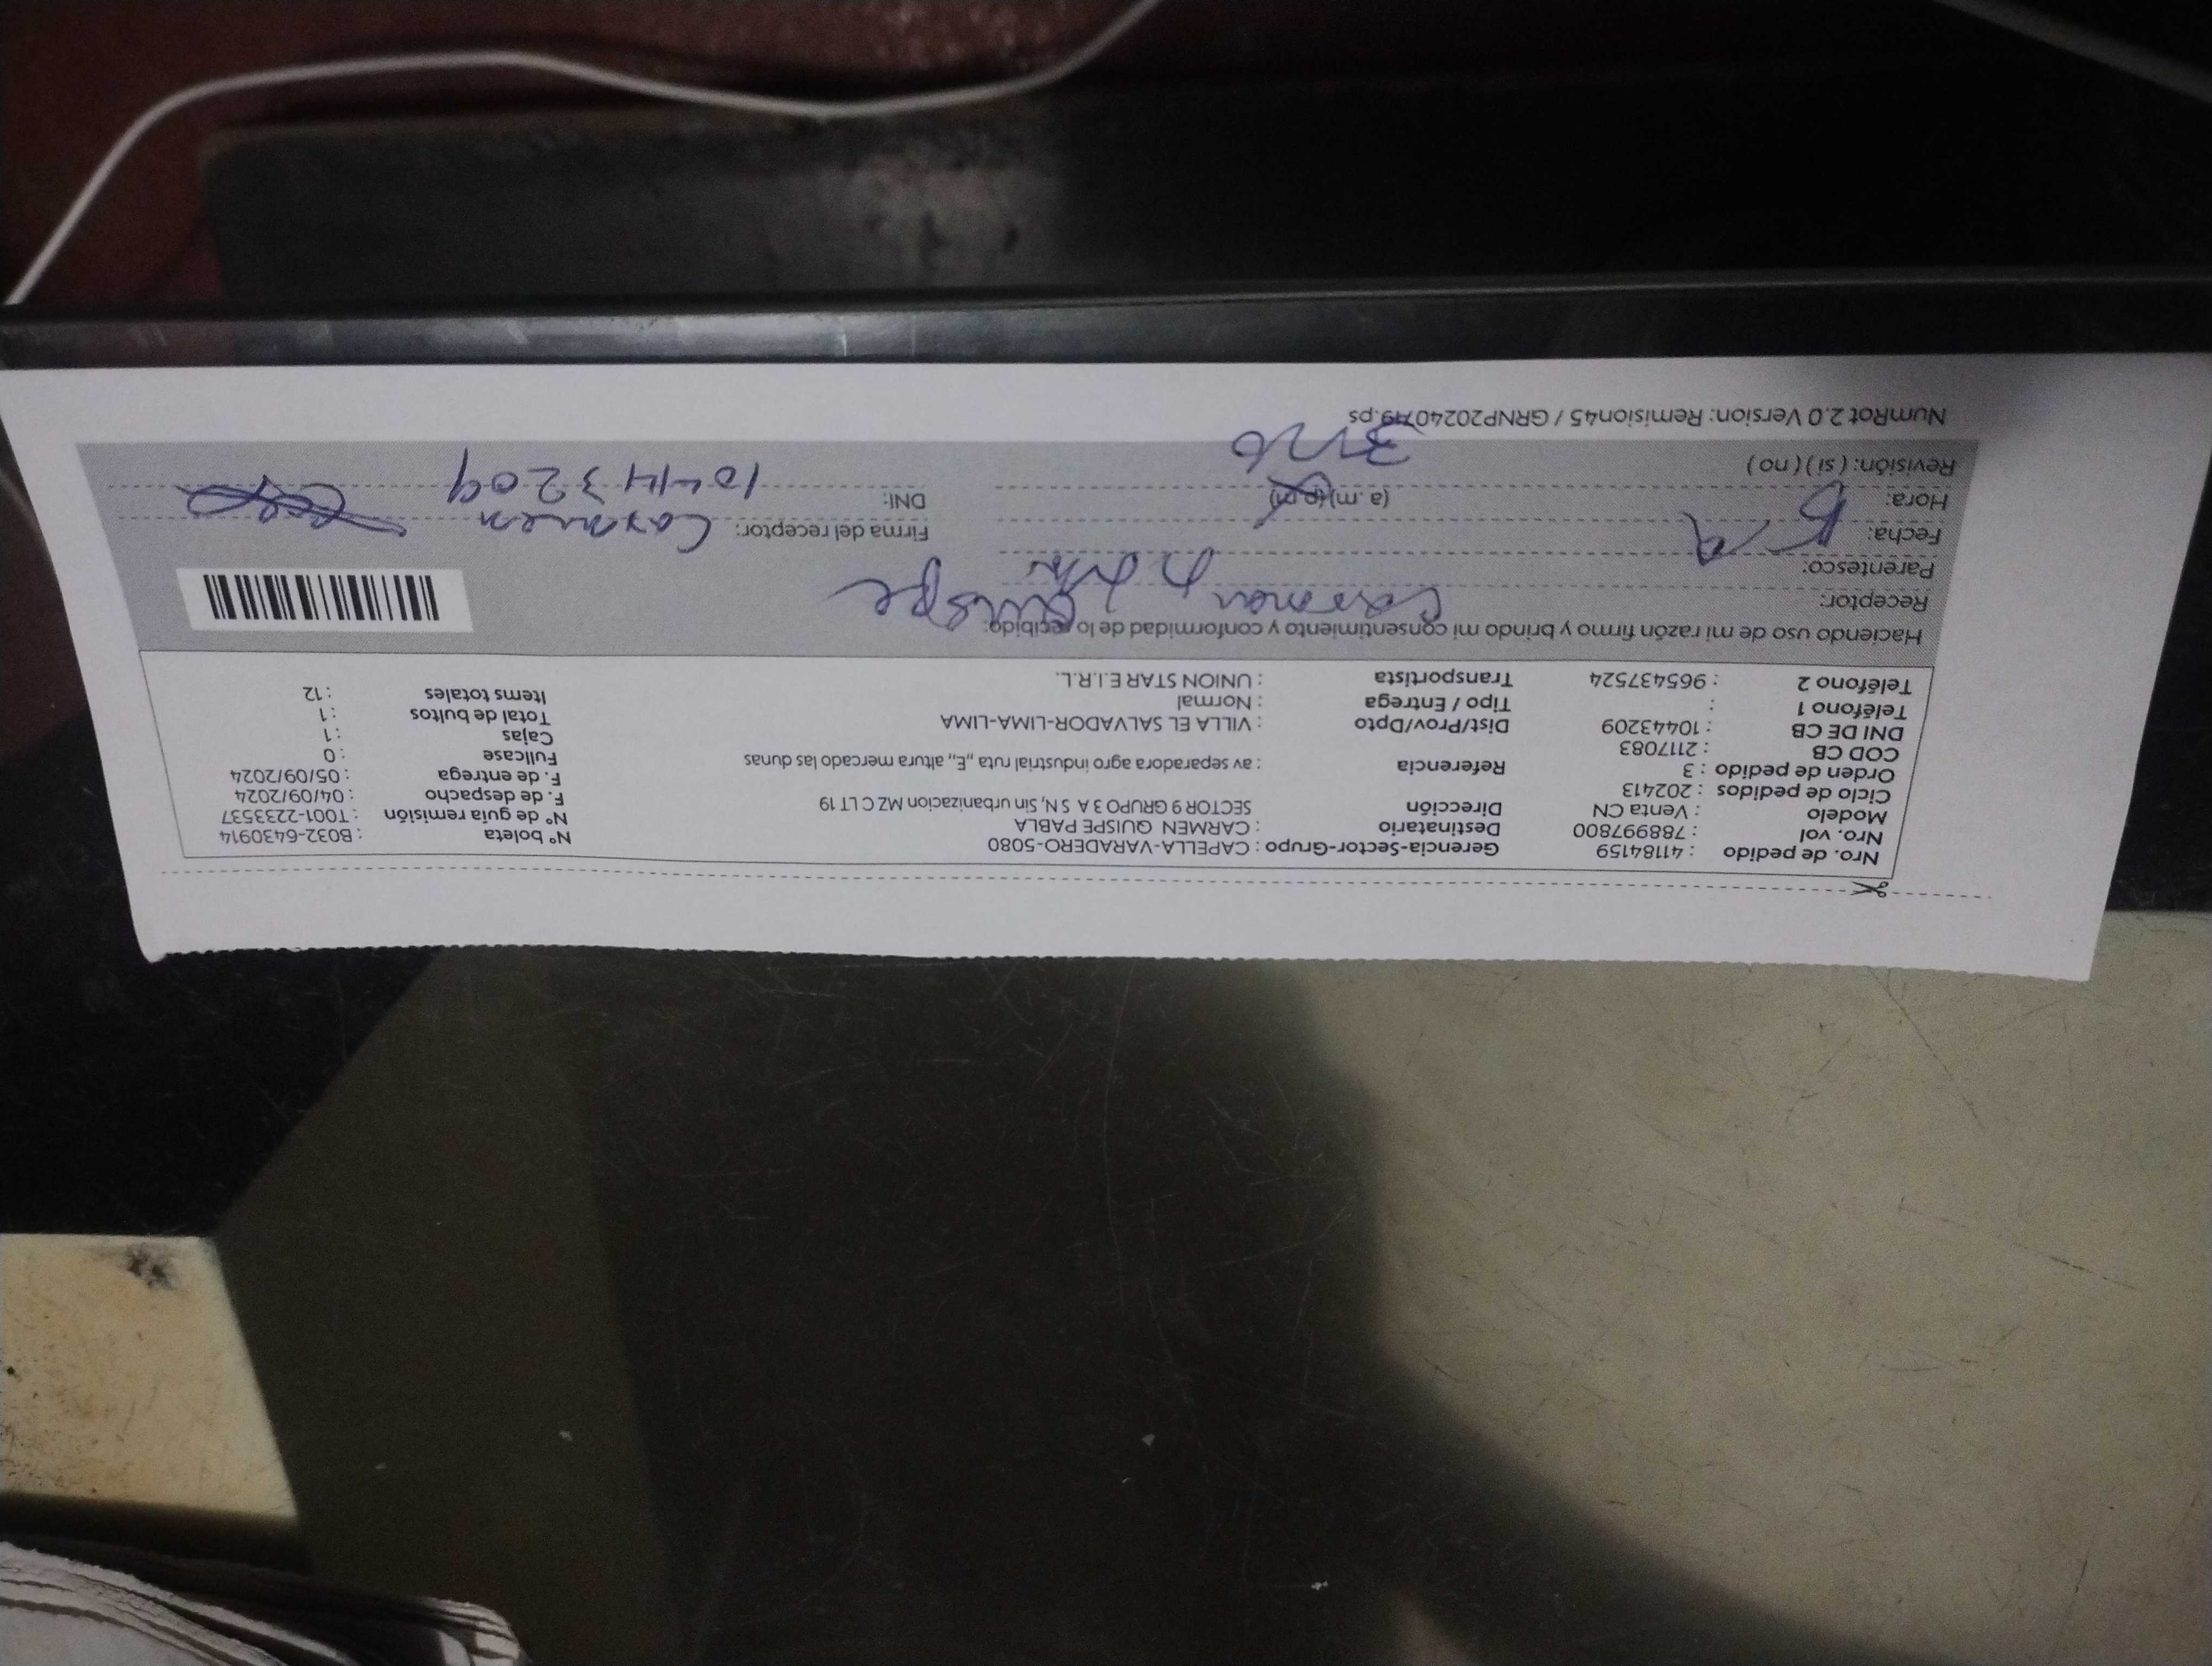 Nro. de pedido : 41184159
Nro. vol : 788997800
Modelo : Venta CN
Ciclo de pedidos : 202413
Orden de pedido : 3
COD CB : 2117083
DNI DE CB : 10443209
Teléfono 1 :
Teléfono 2 : 965437524
Gerencia-Sector-Grupo : CAPELLA-VARADERO-5080
Destinatario : CARMEN QUISPE PABLA
Dirección SECTOR 9 GRUPO 3 A S N, Sin urbanizacion MZ C LT 19
Referencia : av separadora agro industrial ruta ,,E,, altura mercado las dunas
Dist/Prov/Dpto : VILLA EL SALVADOR-LIMA-LIMA
Tipo / Entrega : Normal
Transportista : UNION STAR E.I.R.L.
N° boleta : B032-6430914
N° de guía remisión : T001-2233537
F. de despacho : 04/09/2024
F. de entrega : 05/09/2024
Fullcase : 0
Cajas : 1
Total de bultos : 1
Items totales : 12
Haciendo uso de mi razón firmo y brindo mi consentimiento y conformidad de lo recibido:
Receptor: Carmen Quispe
Parentesco:
Fecha: 5 9
Hora: (a. m) (p. m)
Revisión: ( si ) ( no )
Firma del receptor: Carmen
DNI: 10443209
NumRot 2.0 Version: Remision45 / GRNP20240719.ps